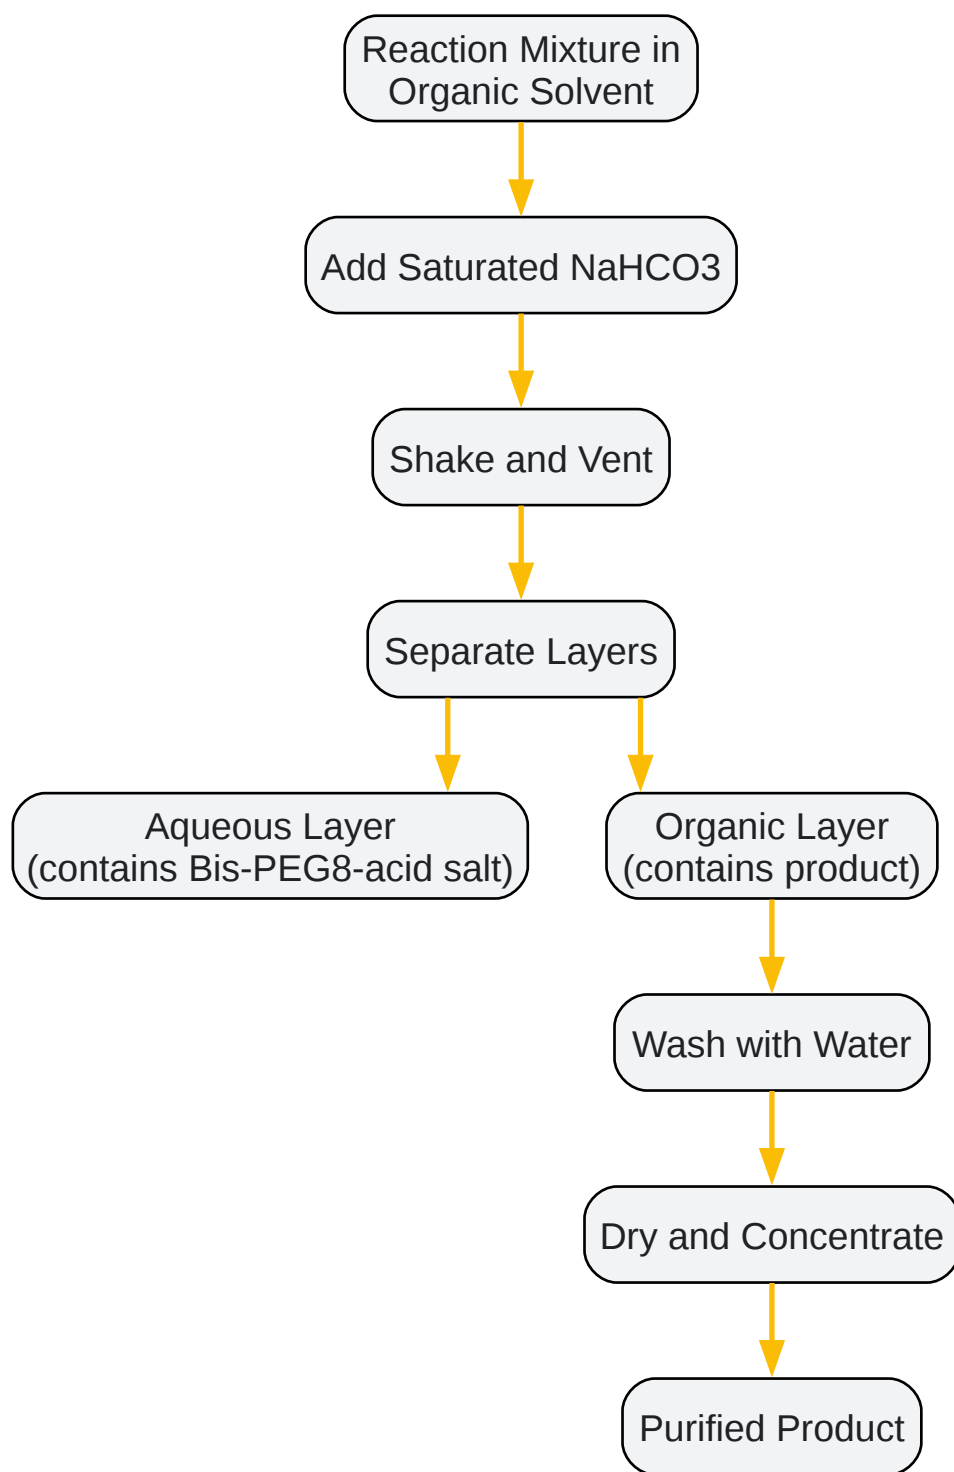 Reaction Mixture in
Organic Solvent
Add Saturated NaHCO3
Shake and Vent
Separate Layers
Aqueous Layer
(contains Bis-PEG8-acid salt)
Organic Layer
(contains product)
Wash with Water
Dry and Concentrate
Purified Product